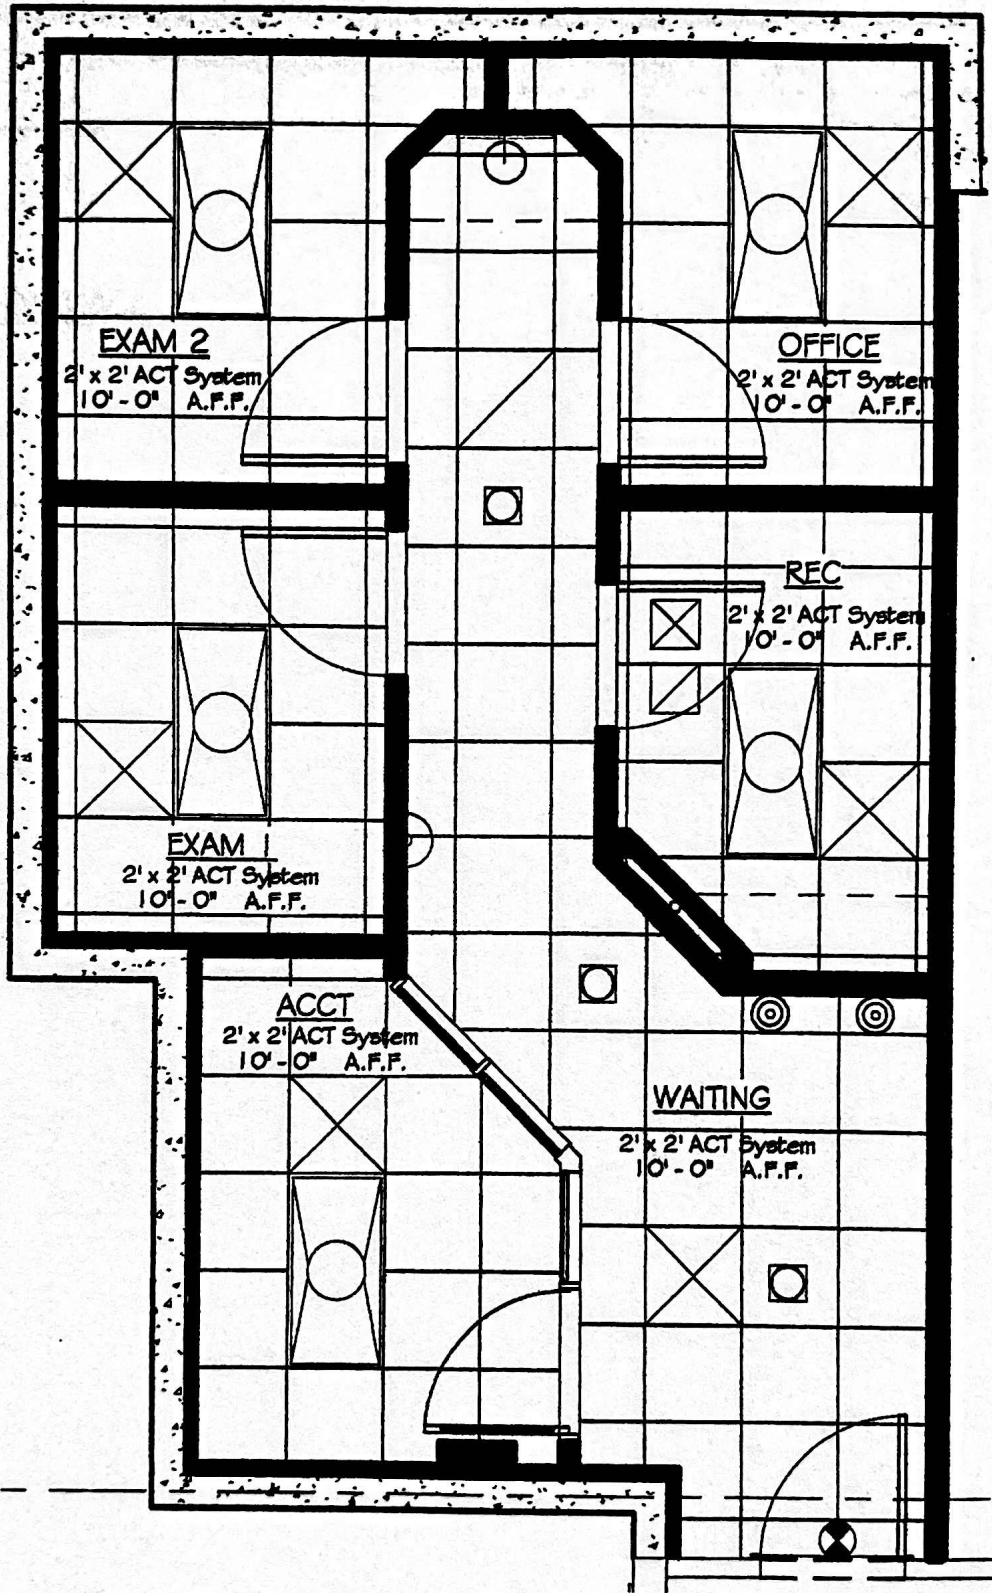 EXAM 2
2' x 2' ACT System
10'-0" A.F.F.
OFFICE
2' x 2' ACT System
10'-0" A.F.F.
REC
2' x 2' ACT System
10'-0" A.F.F.
EXAM 1
2' x 2' ACT System
10'-0" A.F.F.
ACCT
2' x 2' ACT System
10'-0" A.F.F.
WAITING
2' x 2' ACT System
10'-0" A.F.F.